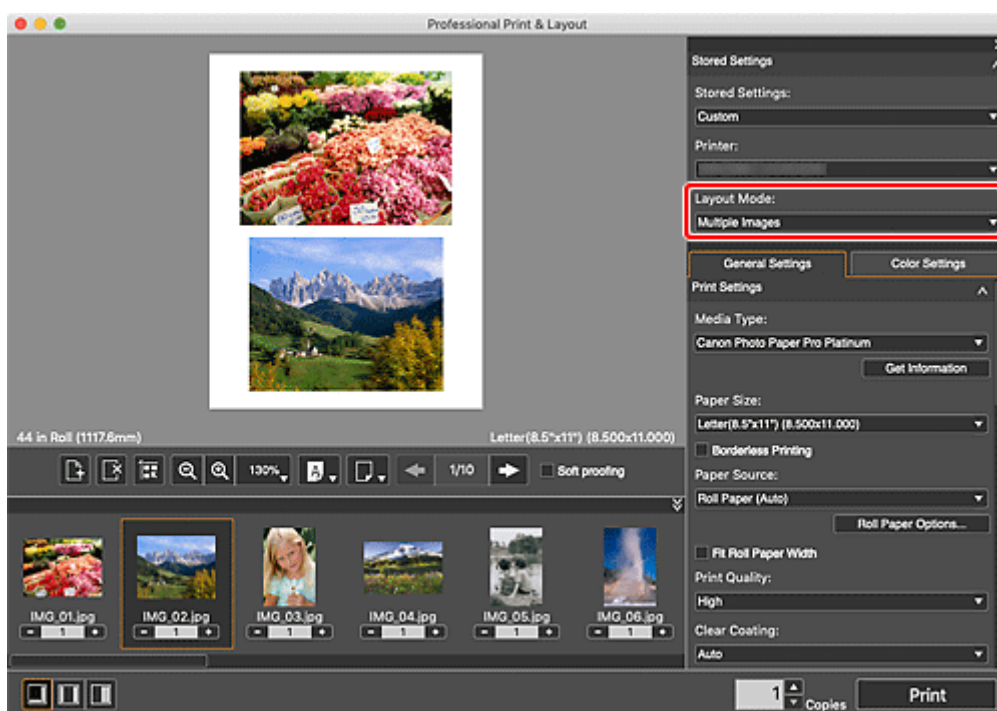 Professional Print & Layout
44 in Roll (1117.6mm)
Letter(8.5"x11") (8.500x11.000)
130%
1/10
Soft proofing
IMG_01.jpg
IMG_02.jpg
IMG_03.jpg
IMG_04.jpg
IMG_05.jpg
IMG_06.jpg
- 1 +
- 1 +
- 1 +
- 1 +
- 1 +
- 1 +
Stored Settings
Stored Settings:
Custom
Printer:
Layout Mode:
Multiple Images
General Settings
Color Settings
Print Settings
Media Type:
Canon Photo Paper Pro Platinum
Get Information
Paper Size:
Letter(8.5"x11") (8.500x11.000)
Borderless Printing
Paper Source:
Roll Paper (Auto)
Roll Paper Options...
Fit Roll Paper Width
Print Quality:
High
Clear Coating:
Auto
1
Copies
Print